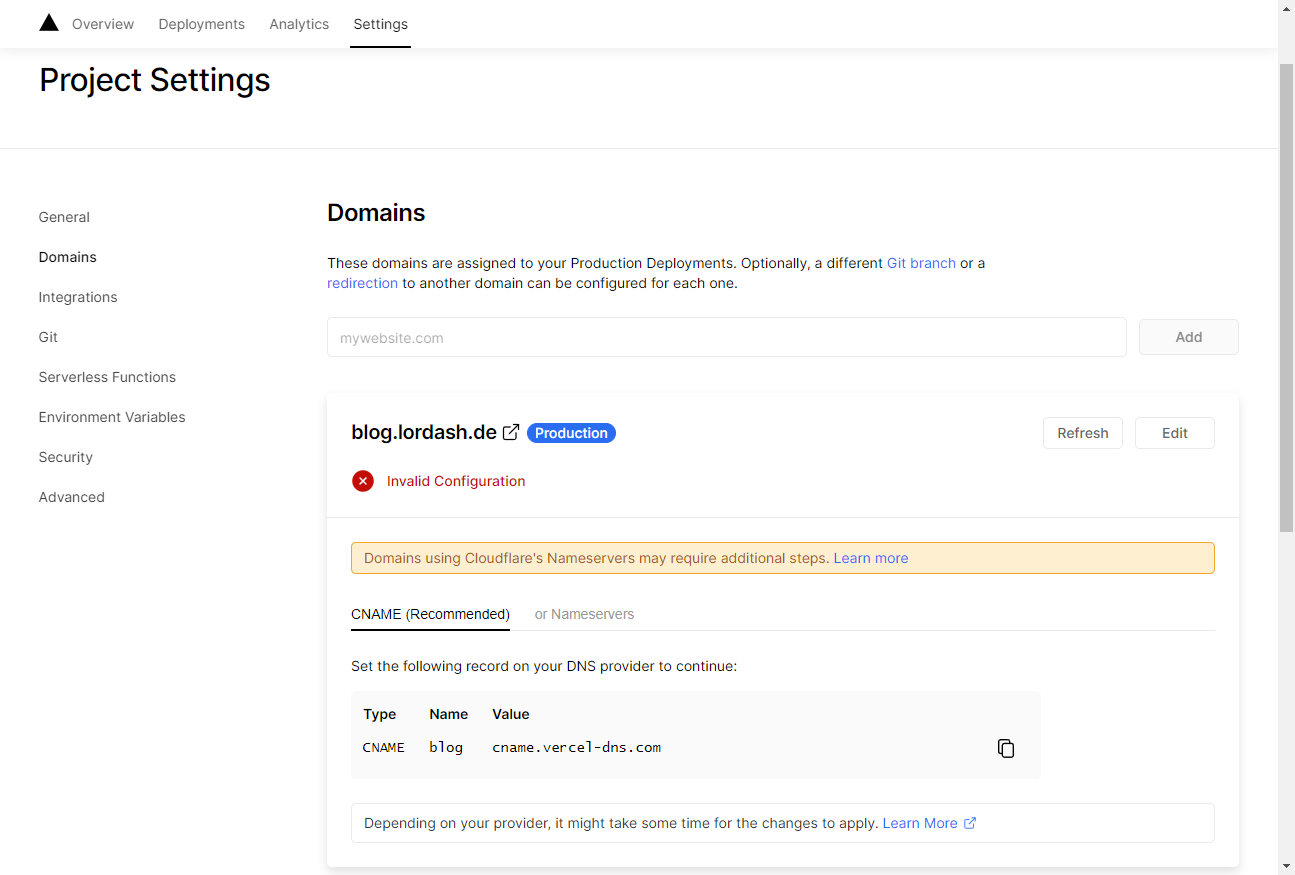 Overview Deployments Analytics Settings
Project Settings
General
Domains
Integrations
Git
Serverless Functions
Environment Variables
Security
Advanced
Domains
These domains are assigned to your Production Deployments. Optionally, a different Git branch or a
redirection to another domain can be configured for each one.
mywebsite.com Add
blog.lordash.de Production Refresh Edit
Invalid Configuration
Domains using Cloudflare's Nameservers may require additional steps. Learn more
CNAME (Recommended) or Nameservers
Set the following record on your DNS provider to continue:
Type Name Value
CNAME blog cname.vercel-dns.com
Depending on your provider, it might take some time for the changes to apply. Learn More